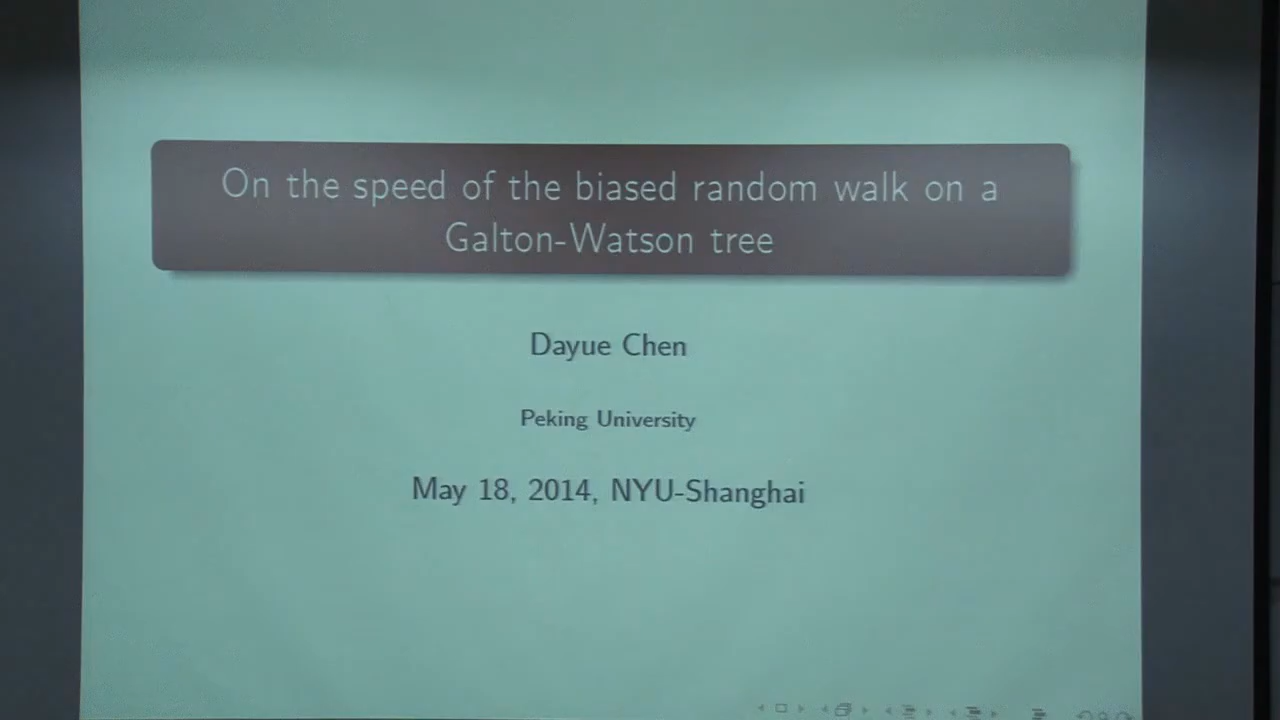 On the speed of the biased random walk on a
Galton-Watson tree
Dayue Chen
Peking University
May 18, 2014, NYU-Shanghai